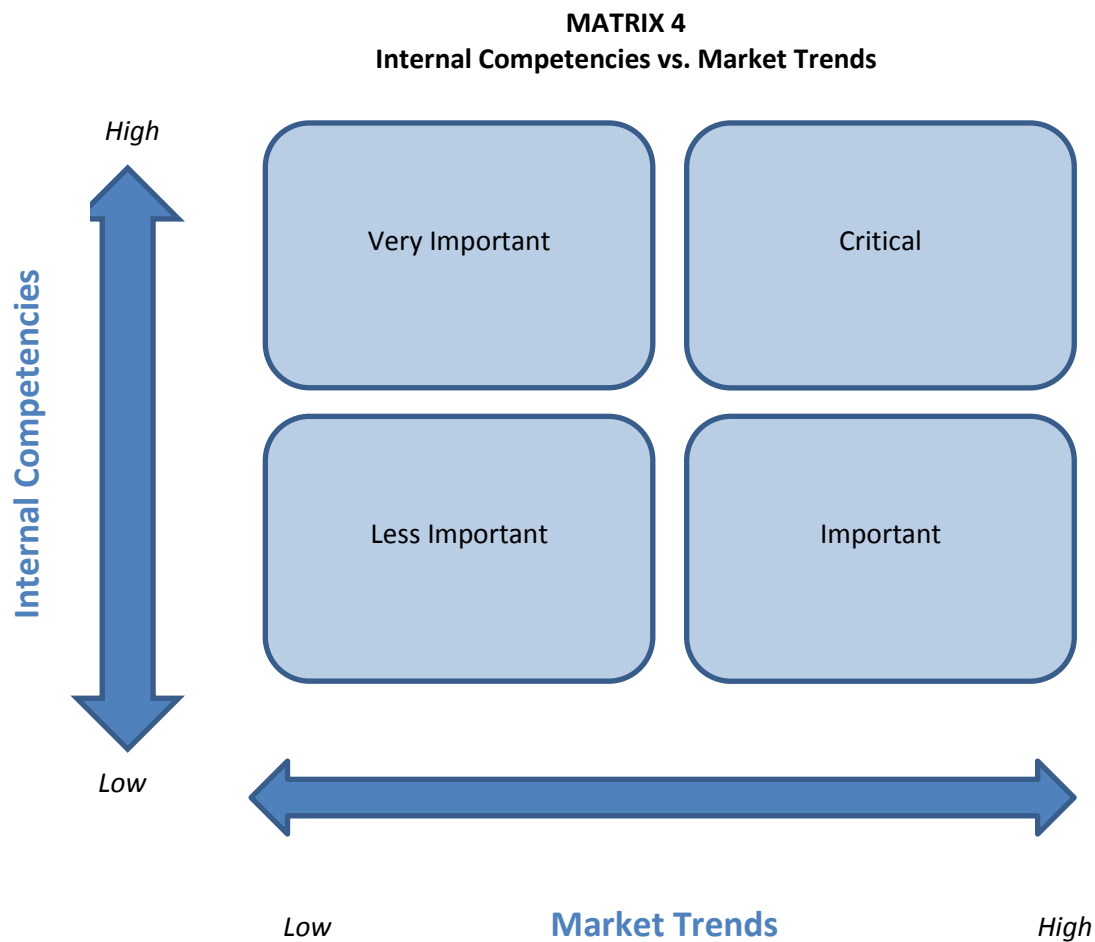 MATRIX 4
Internal Competencies vs. Market Trends
High
Very Important
Critical
Internal Competencies
Less Important
Important
Low
Low
Market Trends
High